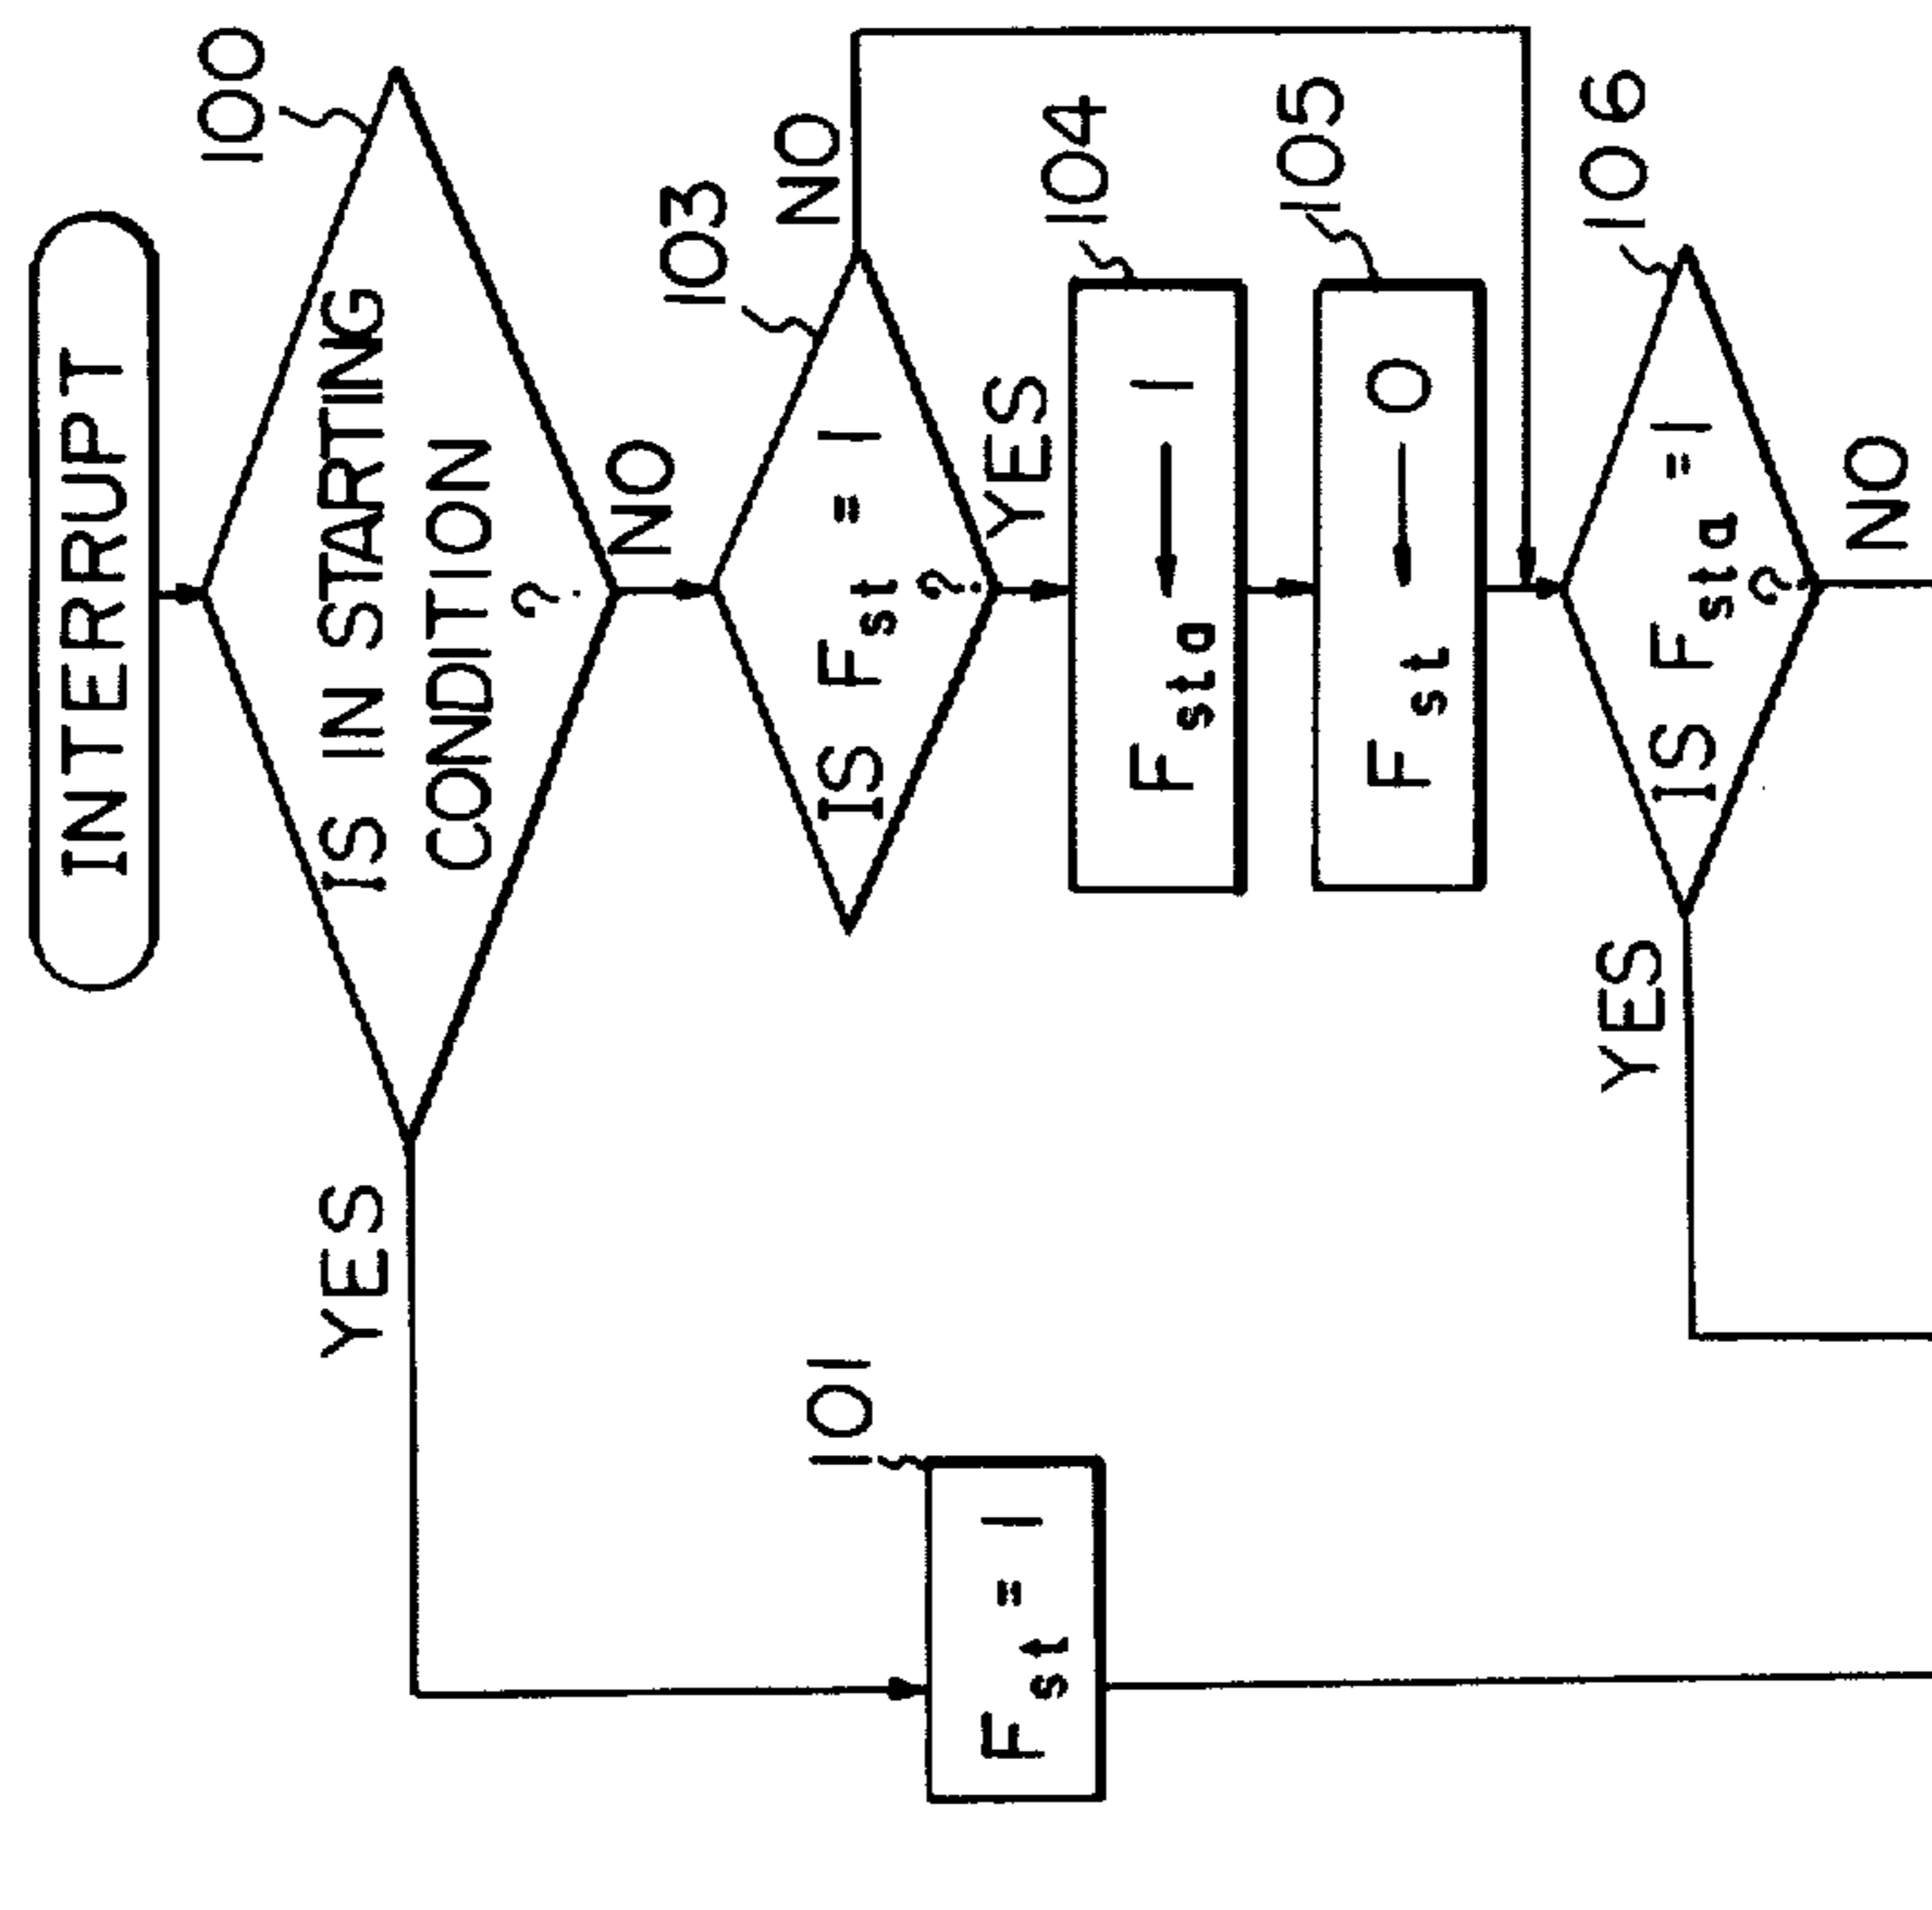 INTERRUPT
100
IS IN STARTING
CONDITION
?
YES
NO
103
IS Fst = 1
?
NO
YES
101
Fst = 1
104
Fsta ← 1
105
Fst ← 0
106
IS Fsta = 1
?
YES
NO